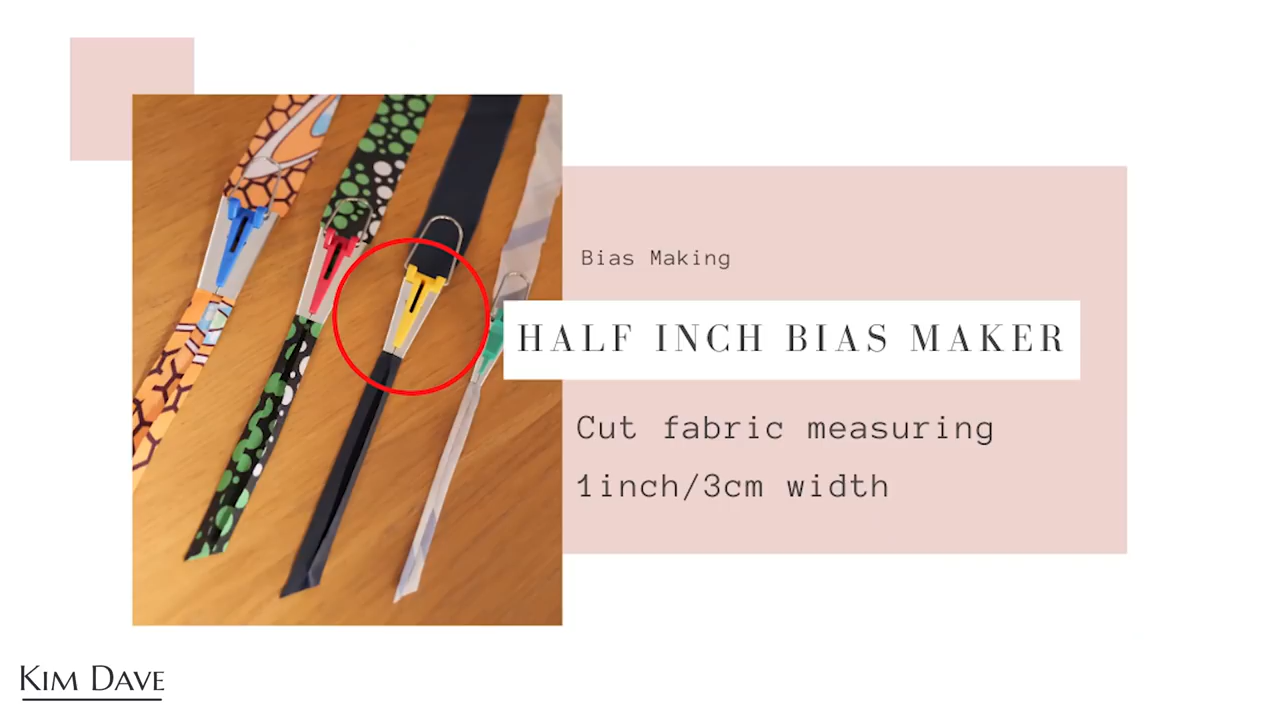 Bias Making
HALF INCH BIAS MAKER
Cut fabric measuring
1inch/3cm width
KIM DAVE